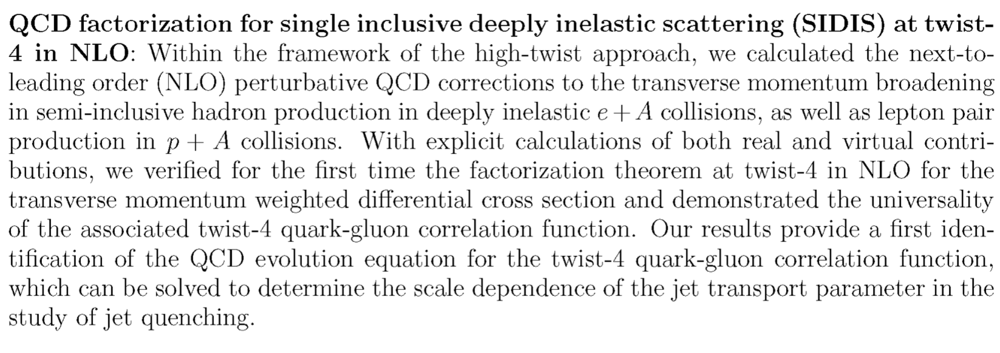 QCD factorization for single inclusive deeply inelastic scattering (SIDIS) at twist-
4 in NLO: Within the framework of the high-twist approach, we calculated the next-to-
leading order (NLO) perturbative QCD corrections to the transverse momentum broadening
in semi-inclusive hadron production in deeply inelastic e + A collisions, as well as lepton pair
production in p + A collisions. With explicit calculations of both real and virtual contri-
butions, we verified for the first time the factorization theorem at twist-4 in NLO for the
transverse momentum weighted differential cross section and demonstrated the universality
of the associated twist-4 quark-gluon correlation function. Our results provide a first iden-
tification of the QCD evolution equation for the twist-4 quark-gluon correlation function,
which can be solved to determine the scale dependence of the jet transport parameter in the
study of jet quenching.